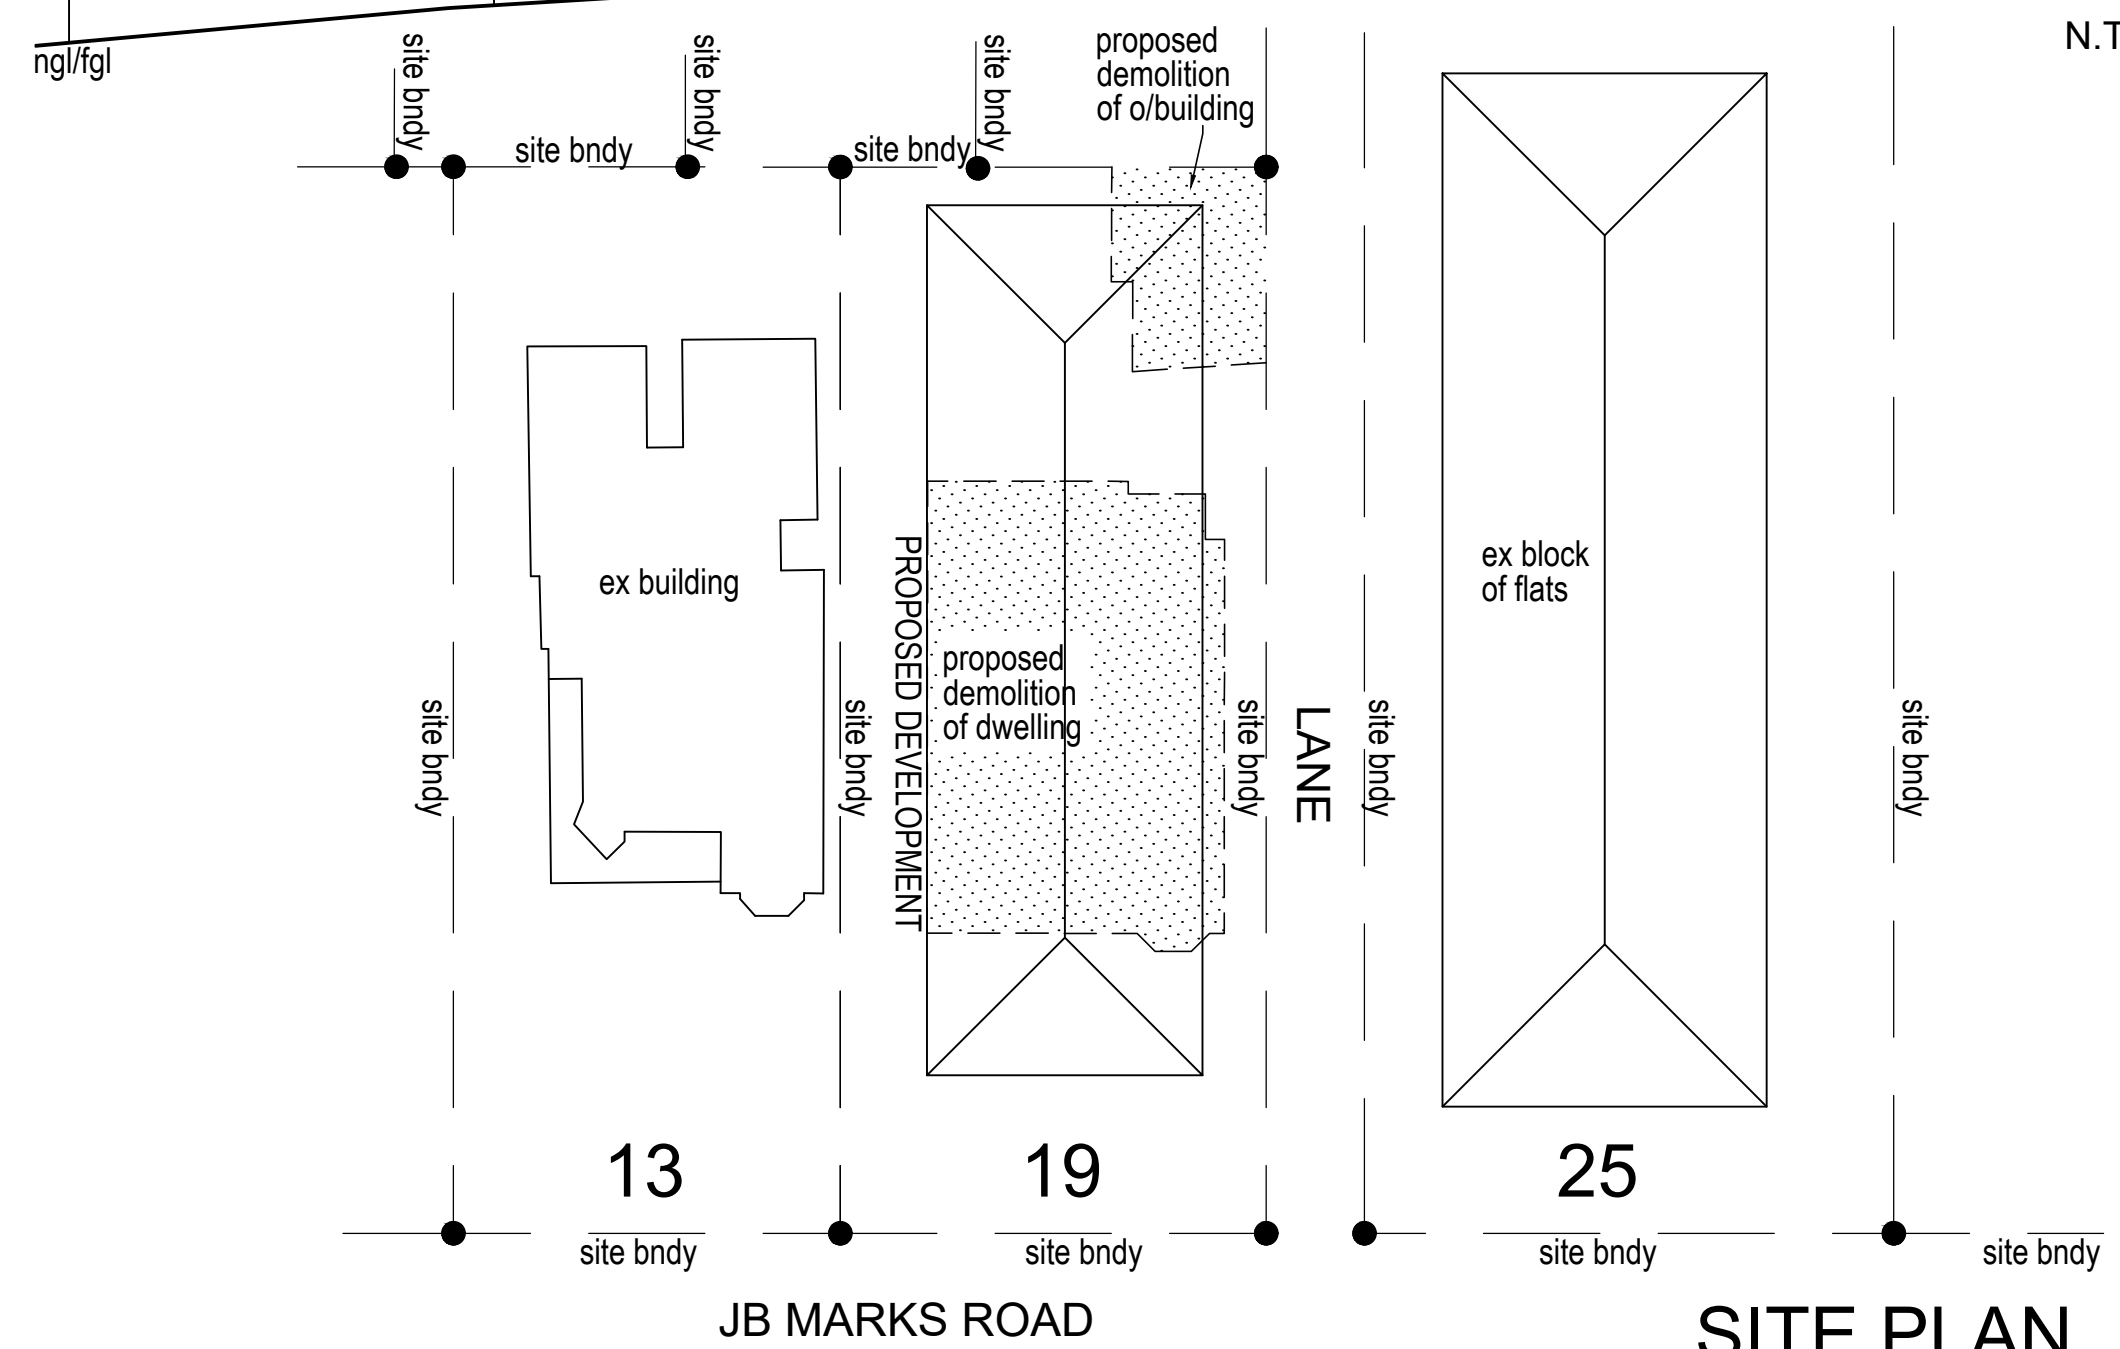 ngl/fgl
site bndy
site bndy
site bndy
proposed
demolition
of o/building
N.T
site bndy
site bndy
ex block
of flats
ex building
PROPOSED DEVELOPMENT
proposed
demolition
of dwelling
site bndy
site bndy
site bndy
LANE
site bndy
site bndy
13
19
25
site bndy
site bndy
site bndy
site bndy
JB MARKS ROAD
SITE PLAN